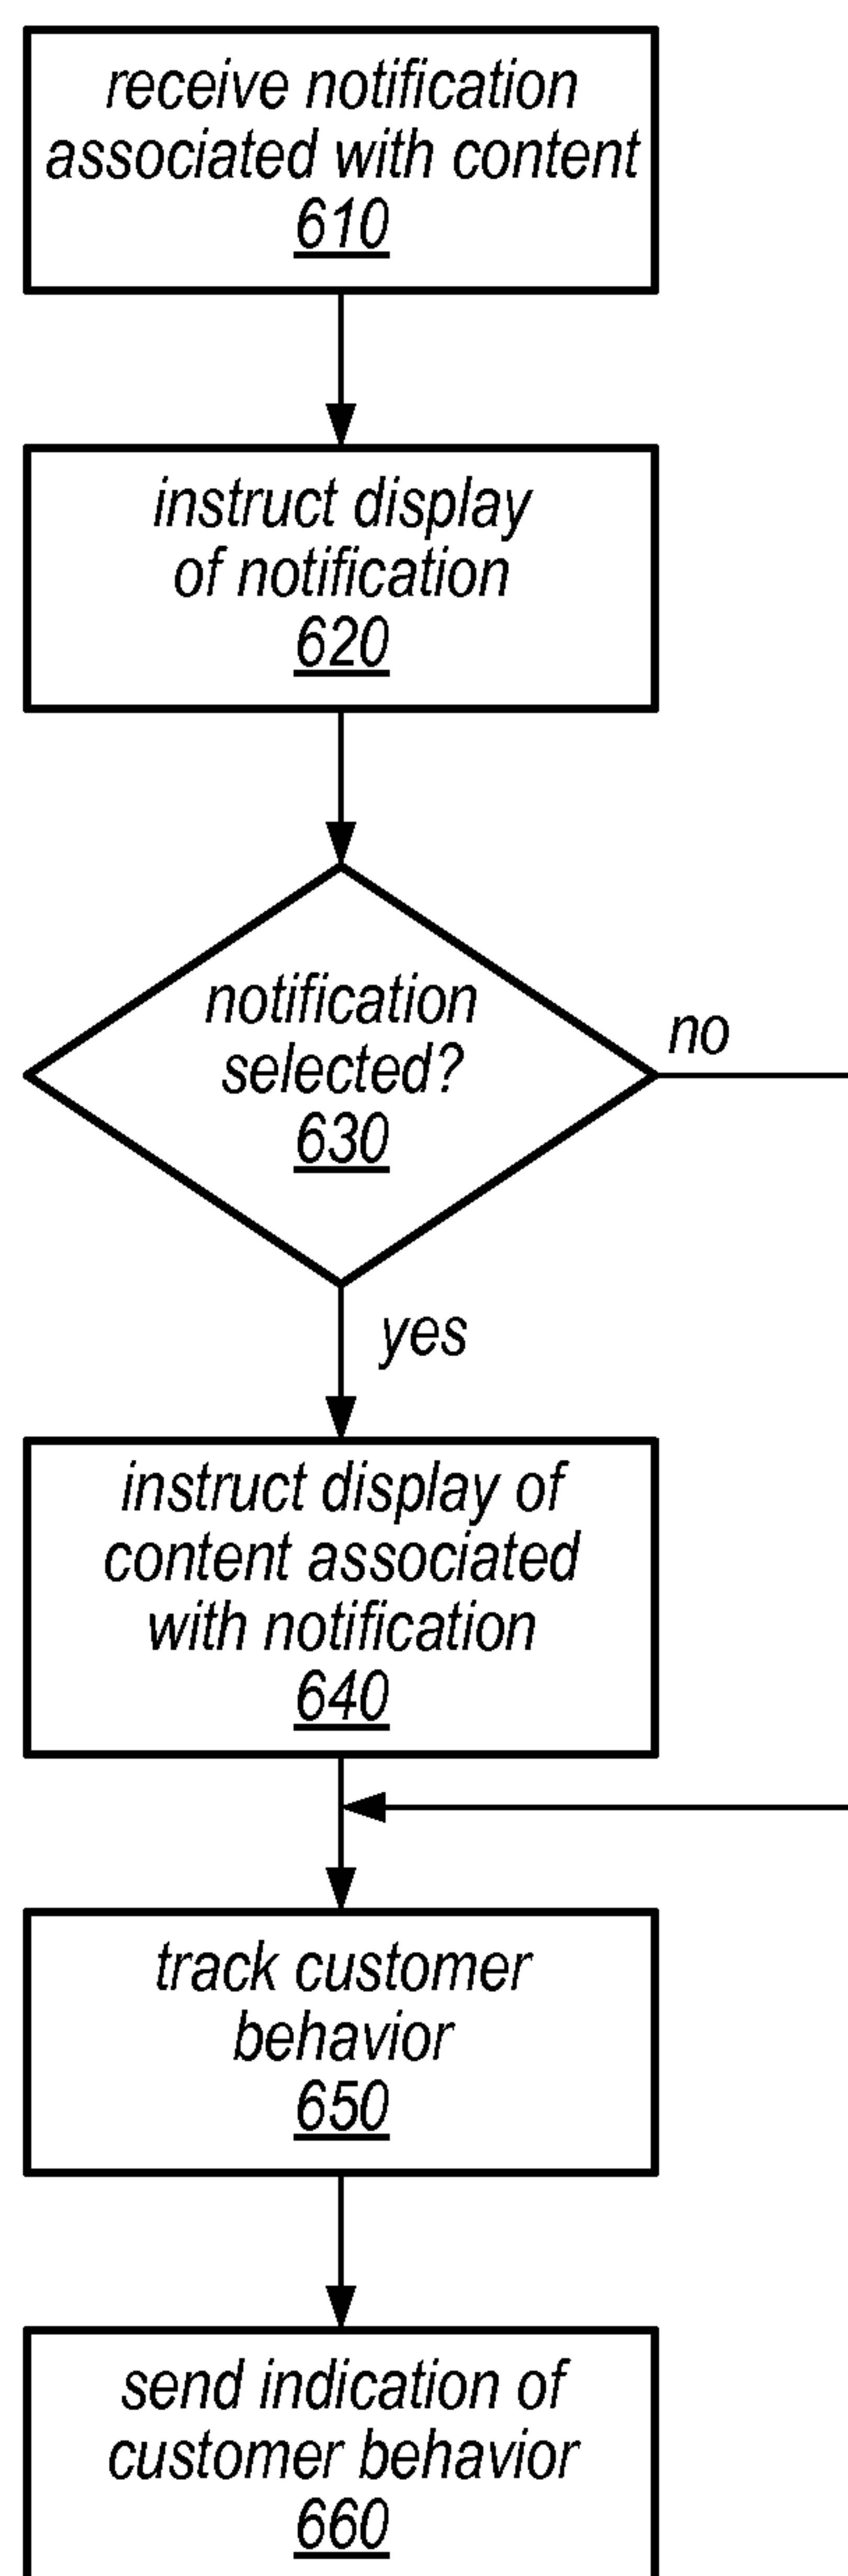 receive notification
associated with content
610
instruct display
of notification
620
notification
selected?
630
no
yes
instruct display of
content associated
with notification
640
track customer
behavior
650
send indication of
customer behavior
660